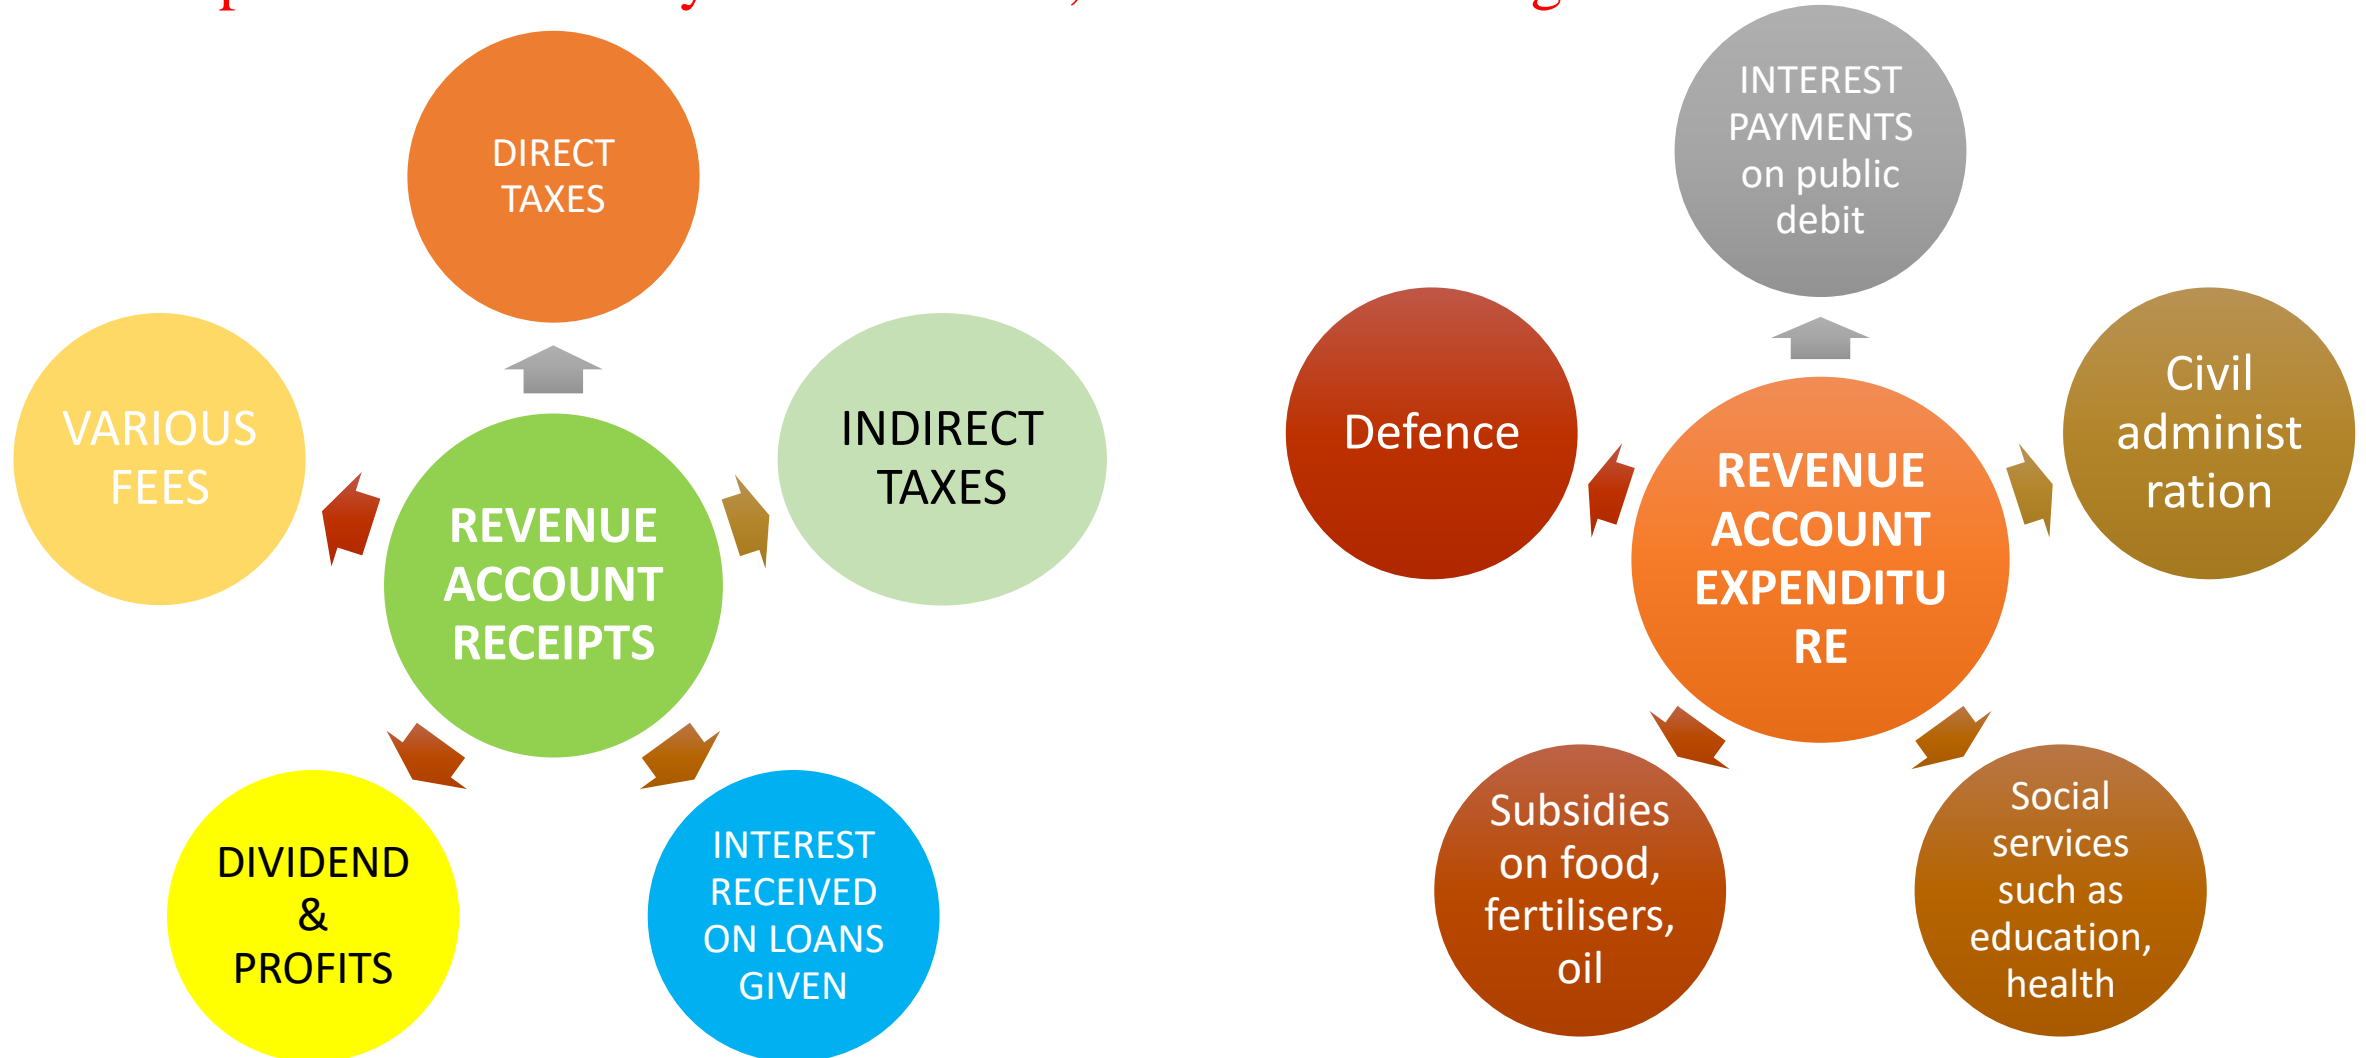 DIRECT
TAXES
INDIRECT
TAXES
INTEREST
RECEIVED
ON LOANS
GIVEN
DIVIDEND
&
PROFITS
VARIOUS
FEES
REVENUE
ACCOUNT
RECEIPTS
INTEREST
PAYMENTS
on public
debit
Civil
administ
ration
Social
services
such as
education,
health
Subsidies
on food,
fertilisers,
oil
Defence
REVENUE
ACCOUNT
EXPENDITU
RE